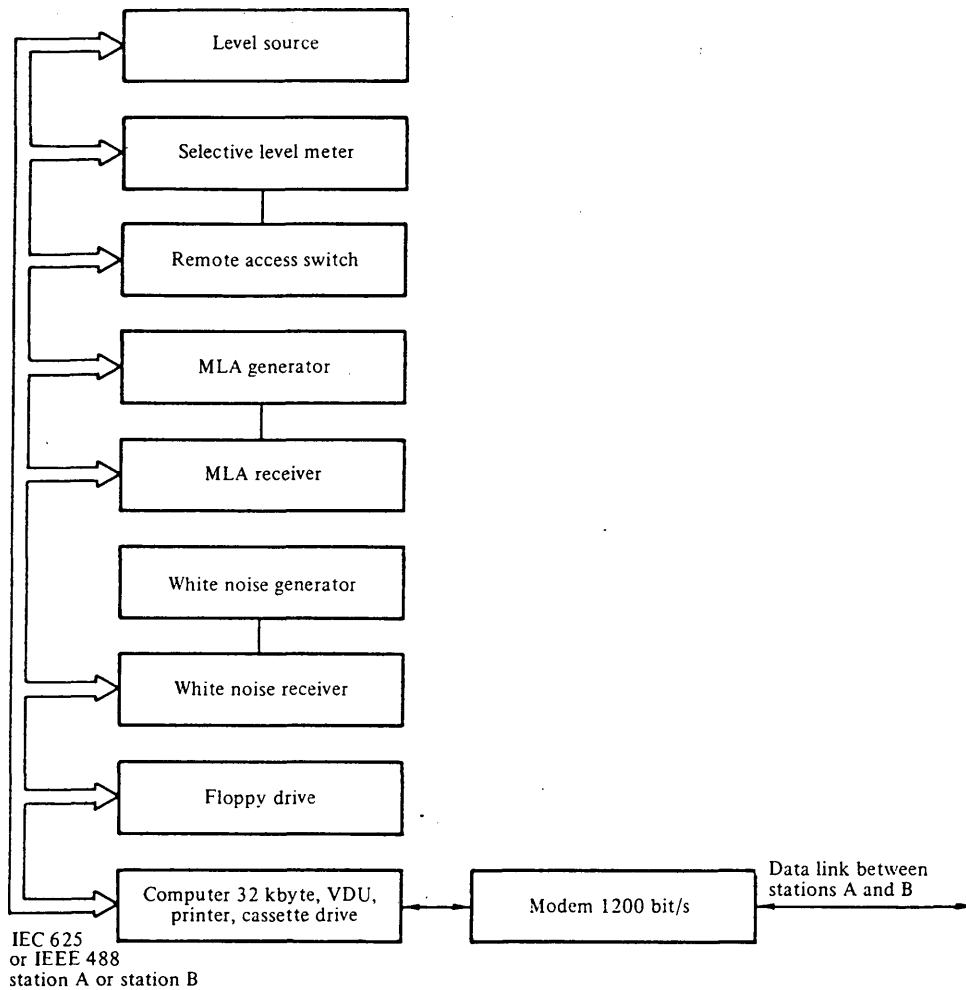 Level source
Selective level meter
Remote access switch
MLA generator
MLA receiver
White noise generator
White noise receiver
Floppy drive
Computer 32 kbyte, VDU,
printer, cassette drive
Modem 1200 bit/s
Data link between
stations A and B
IEC 625
or IEEE 488
station A or station B